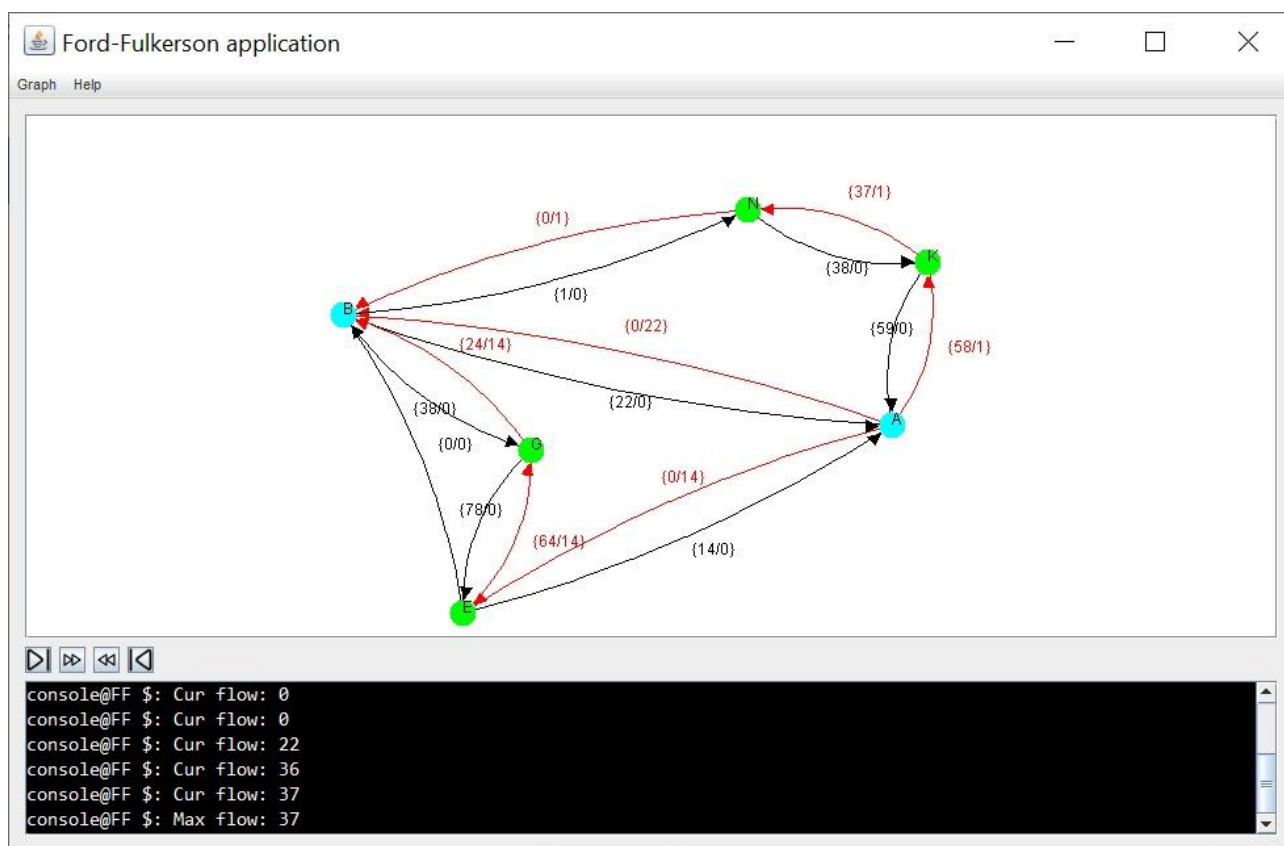 Ford-Fulkerson application
Graph Help
N
{37/1}
{0/1}
K
{38/0}
{1/0}
B
{0/22}
{59/0}
{24/14}
{58/1}
{22/0}
{38/0}
A
{0/0}
G
{0/14}
{78/0}
{64/14}
{14/0}
E
console@FF $: Cur flow: 0
console@FF $: Cur flow: 0
console@FF $: Cur flow: 22
console@FF $: Cur flow: 36
console@FF $: Cur flow: 37
console@FF $: Max flow: 37